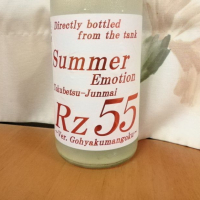 Directly bottled
from the tank
Summer
Emotion
Tokubetsu-Junmai
Rz55
~Ver. Gohyakumangoku~